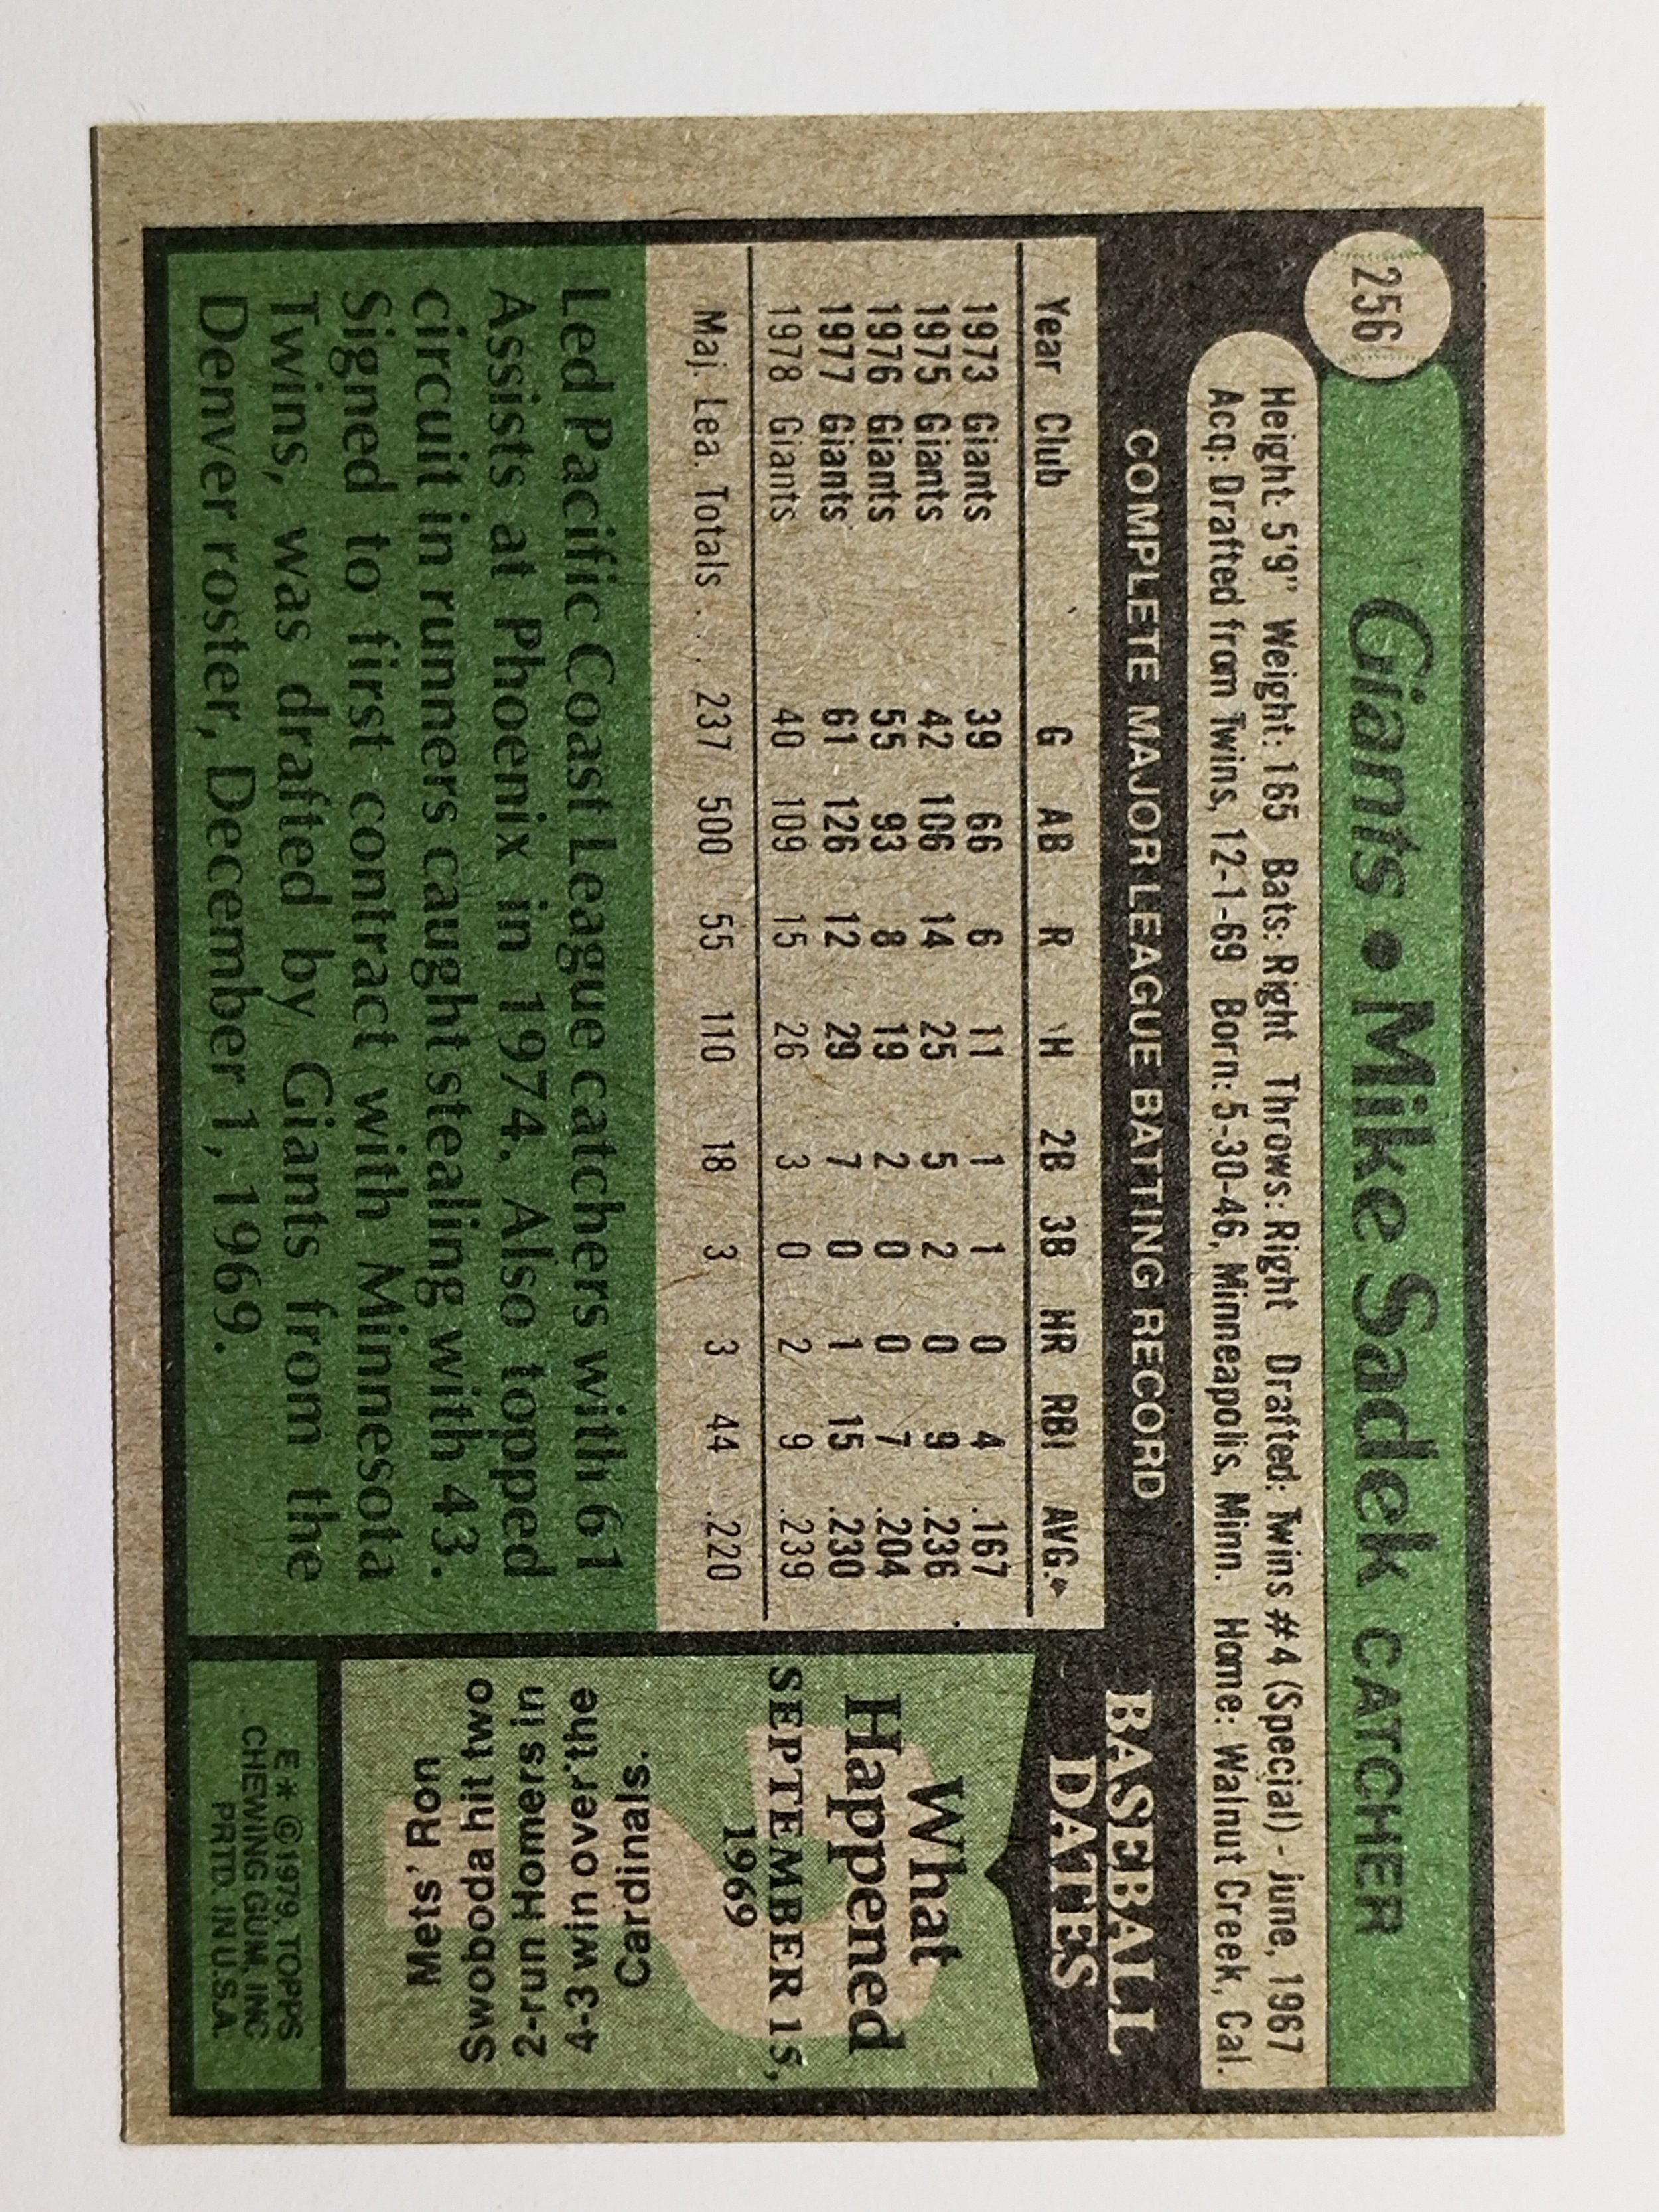 256
Giants • Mike Sadek CATCHER
Height: 5'9" Weight: 165 Bats: Right Throws: Right Drafted: Twins #4 (Special) - June, 1967
Acq: Drafted from Twins, 12-1-69 Born: 5-30-46, Minneapolis, Minn. Home: Walnut Creek, Cal.
COMPLETE MAJOR LEAGUE BATTING RECORD
Year Club G AB R H 2B 3B HR RBI AVG.
1973 Giants 39 66 6 11 1 1 0 4 .167
1975 Giants 42 106 14 25 5 2 0 9 .236
1976 Giants 55 93 8 19 2 0 0 7 .204
1977 Giants 61 126 12 29 7 0 1 15 .230
1978 Giants 40 109 15 26 3 0 2 9 .239
Maj. Lea. Totals . . . 237 500 55 110 18 3 3 44 .220
Led Pacific Coast League catchers with 61
Assists at Phoenix in 1974. Also topped
circuit in runners caught stealing with 43.
Signed to first contract with Minnesota
Twins, was drafted by Giants from the
Denver roster, December 1, 1969.
BASEBALL
DATES
What
Happened
SEPTEMBER 15,
1969
?
Mets' Ron
Swoboda hit two
2-run Homers in
4-3 win over the
Cardinals.
E* © 1979, TOPPS
CHEWING GUM, INC
PRTD. IN U.S.A.